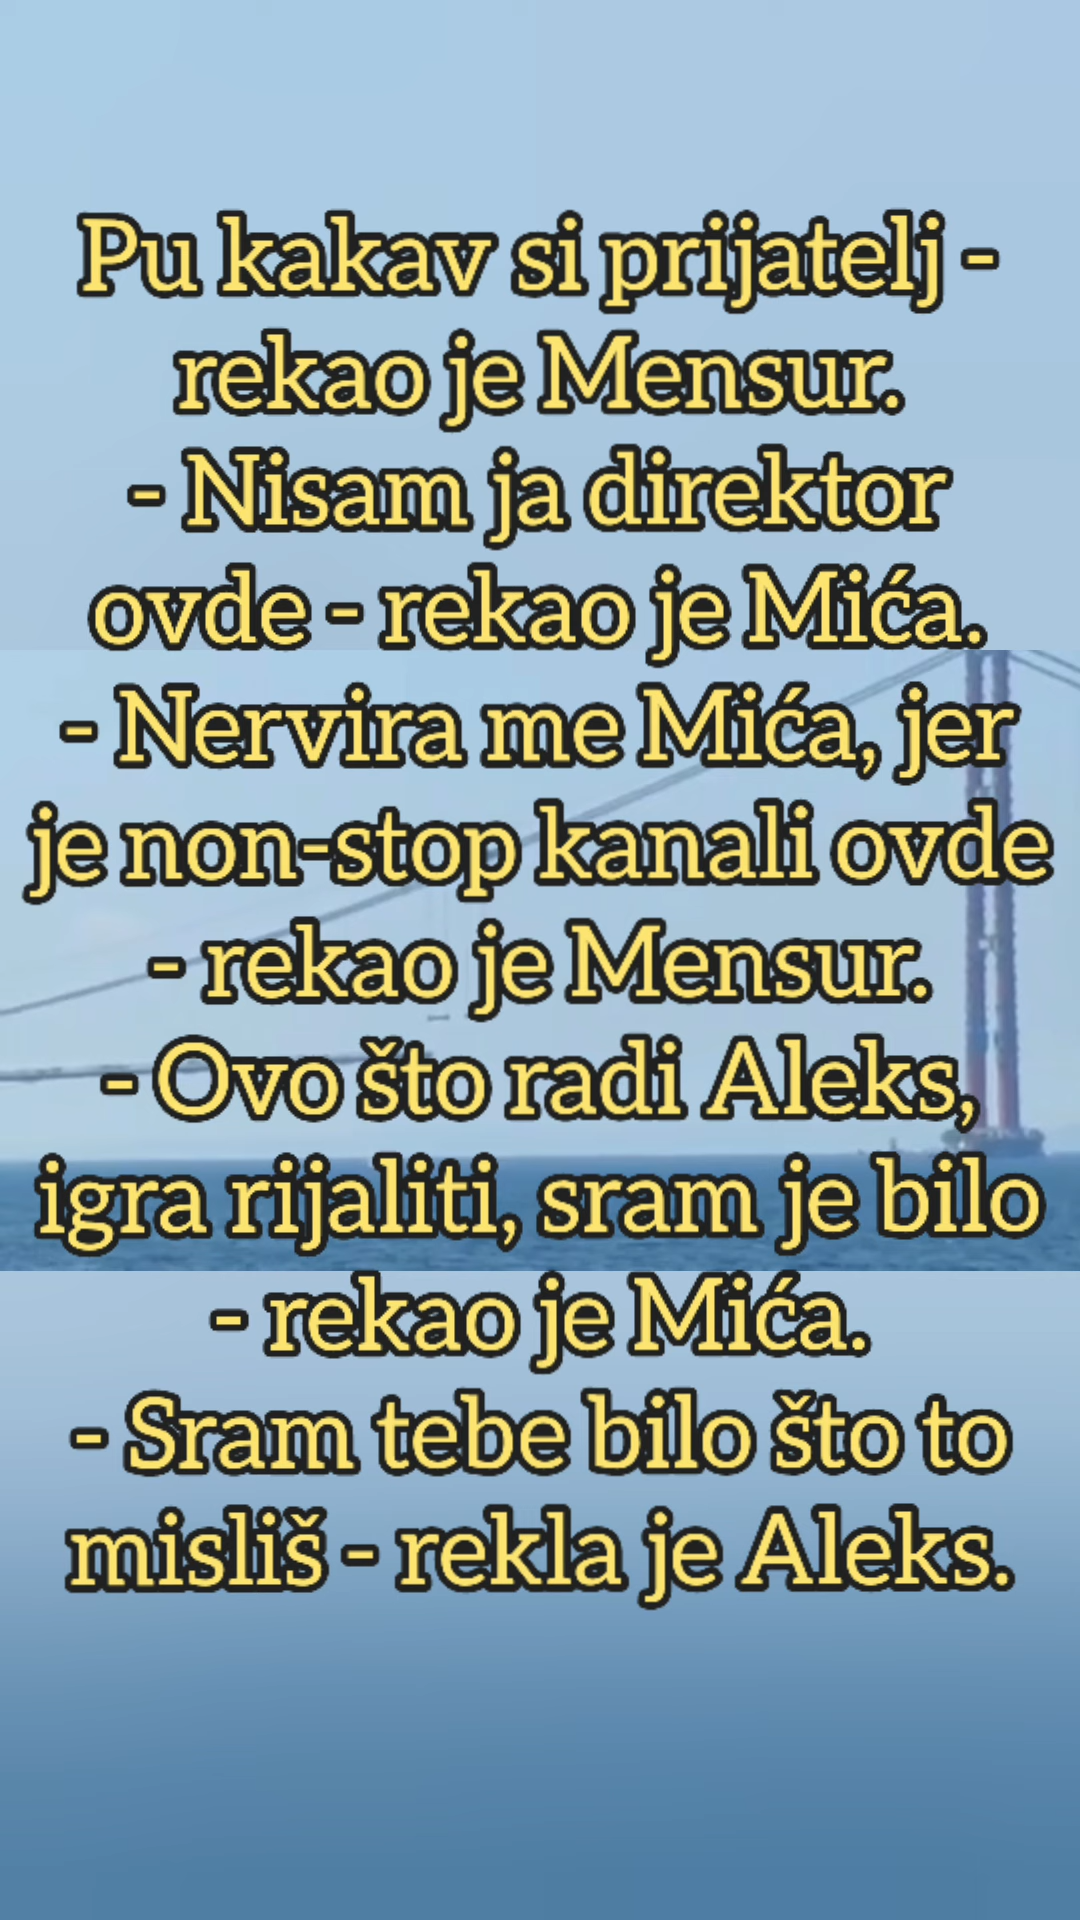 Pu kakav si prijatelj -
rekao je Mensur.
- Nisam ja direktor
ovde - rekao je Mića.
- Nervira me Mića, jer
je non-stop kanali ovde
- rekao je Mensur.
- Ovo što radi Aleks,
igra rijaliti, sram je bilo
- rekao je Mića.
- Sram tebe bilo što to
misliš - rekla je Aleks.